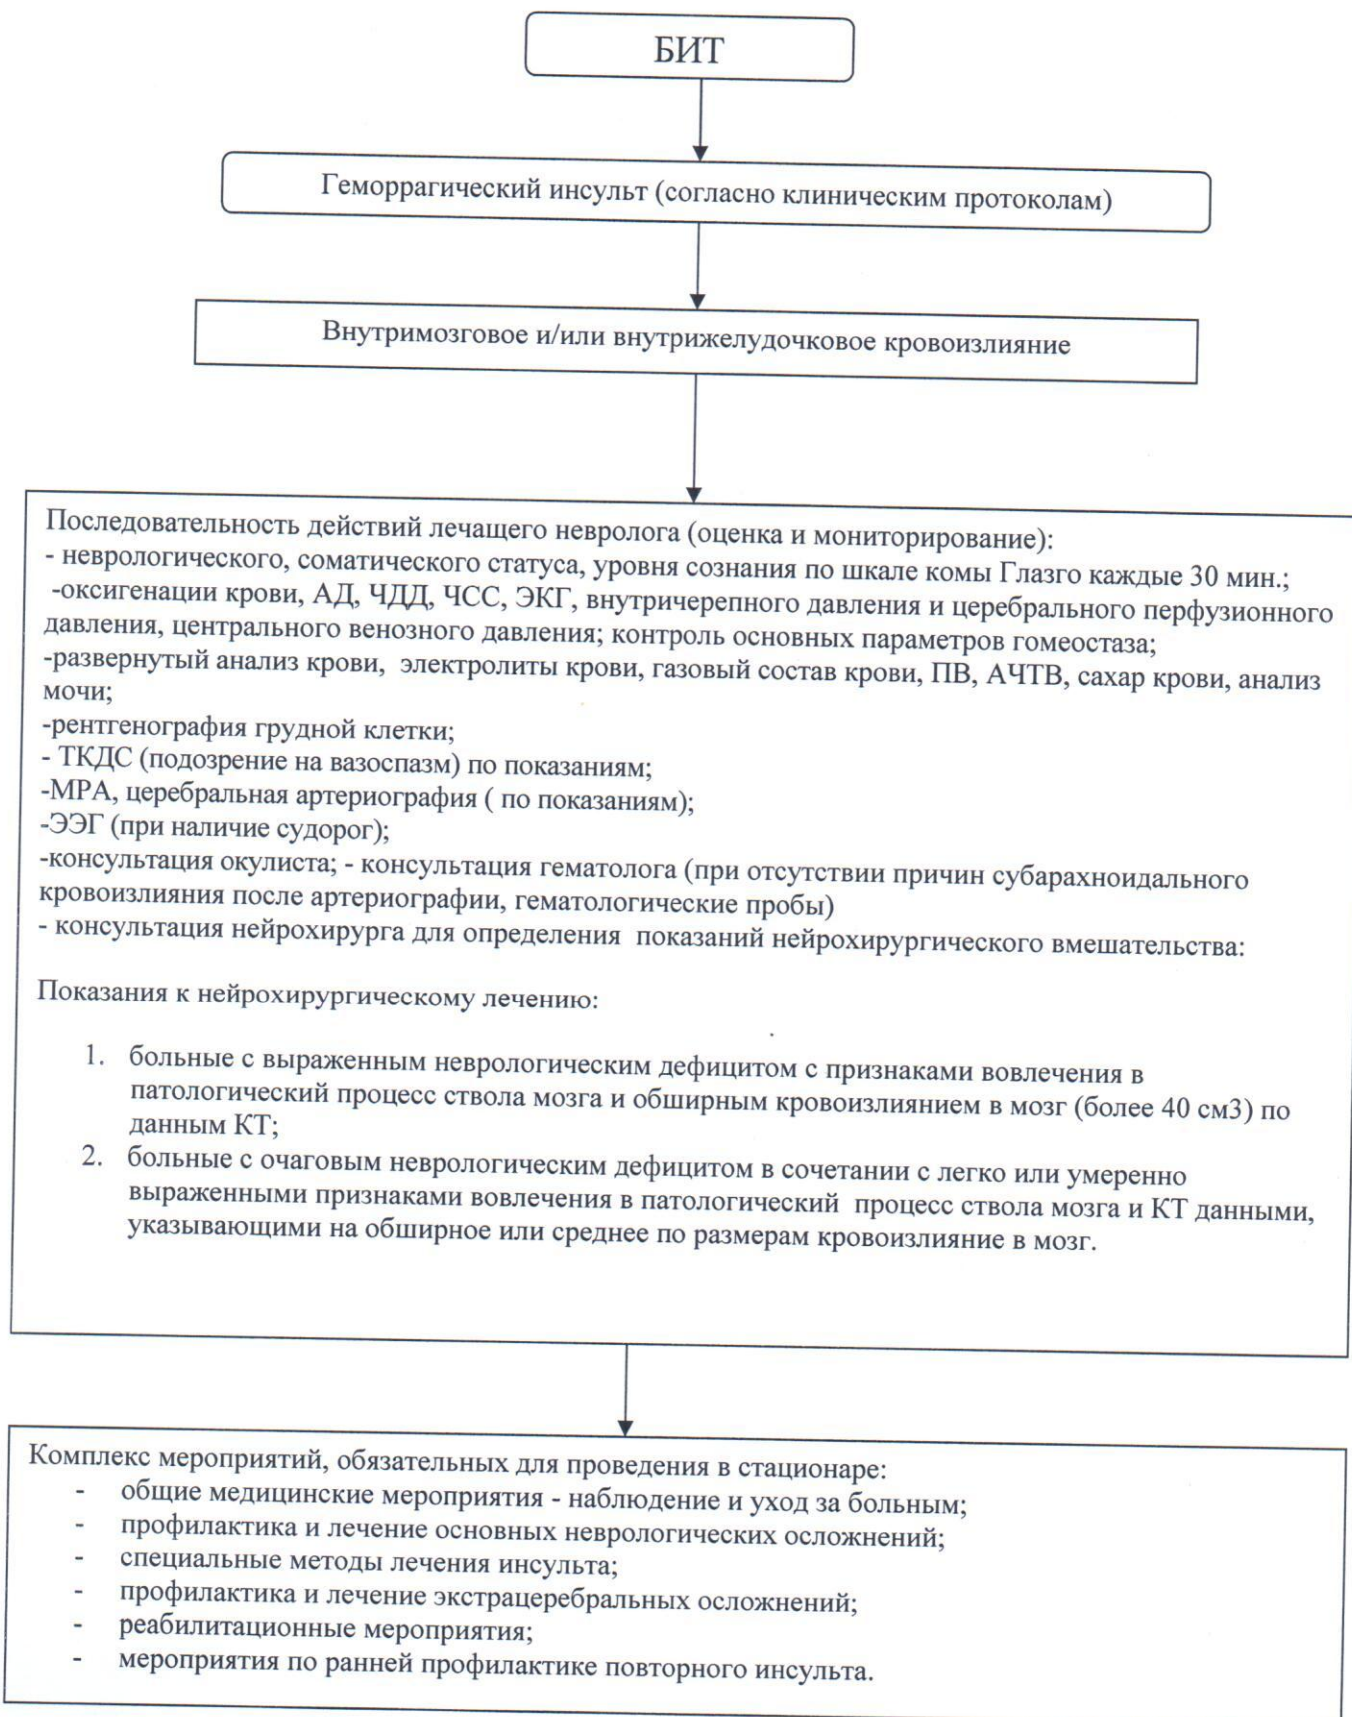 БИТ
Геморрагический инсульт (согласно клиническим протоколам)
Внутримозговое и/или внутрижелудочковое кровоизлияние
Последовательность действий лечащего невролога (оценка и мониторирование):
- неврологического, соматического статуса, уровня сознания по шкале комы Глазго каждые 30 мин.;
-оксигенации крови, АД, ЧДД, ЧСС, ЭКГ, внутричерепного давления и церебрального перфузионного
давления, центрального венозного давления; контроль основных параметров гомеостаза;
-развернутый анализ крови, электролиты крови, газовый состав крови, ПВ, АЧТВ, сахар крови, анализ
мочи;
-рентгенография грудной клетки;
- ТКДС (подозрение на вазоспазм) по показаниям;
-МРА, церебральная артериография ( по показаниям);
-ЭЭГ (при наличие судорог);
-консультация окулиста; - консультация гематолога (при отсутствии причин субарахноидального
кровоизлияния после артериографии, гематологические пробы)
- консультация нейрохирурга для определения показаний нейрохирургического вмешательства:
Показания к нейрохирургическому лечению:
1. больные с выраженным неврологическим дефицитом с признаками вовлечения в
патологический процесс ствола мозга и обширным кровоизлиянием в мозг (более 40 см3) по
данным КТ;
2. больные с очаговым неврологическим дефицитом в сочетании с легко или умеренно
выраженными признаками вовлечения в патологический процесс ствола мозга и КТ данными,
указывающими на обширное или среднее по размерам кровоизлияние в мозг.
Комплекс мероприятий, обязательных для проведения в стационаре:
- общие медицинские мероприятия - наблюдение и уход за больным;
- профилактика и лечение основных неврологических осложнений;
- специальные методы лечения инсульта;
- профилактика и лечение экстрацеребральных осложнений;
- реабилитационные мероприятия;
- мероприятия по ранней профилактике повторного инсульта.